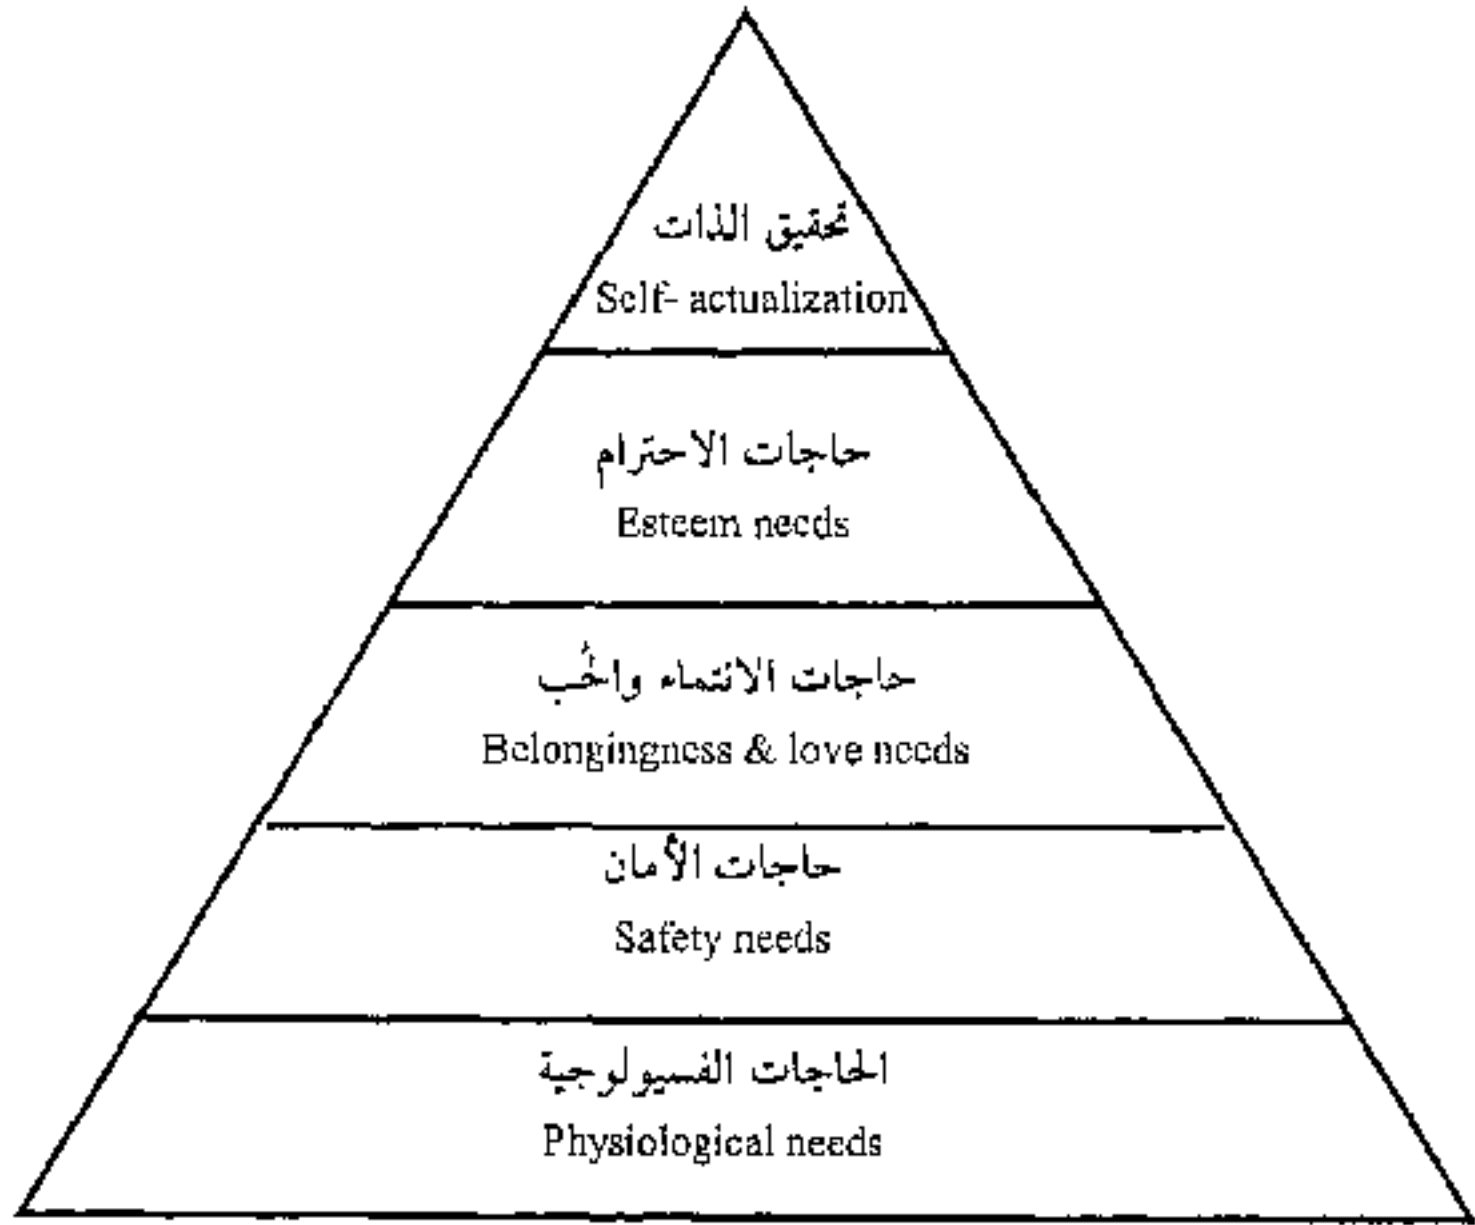 تحقيق الذات
Self- actualization
حاجات الاحترام
Esteem needs
حاجات الانتماء والحُب
Belongingness & love needs
حاجات الأمان
Safety needs
الحاجات الفسيولوجية
Physiological needs